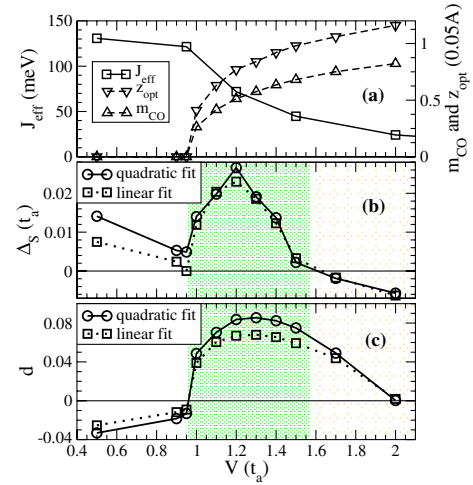 150
100
50
0
J_eff (meV)
J_eff
z_opt
m_CO
(a)
1
0.5
0
m_CO and z_opt (0.05A)
0.02
0.01
0
Δ_S (t_a)
quadratic fit
linear fit
(b)
0.08
0.04
0
-0.04
d
quadratic fit
linear fit
(c)
0.4 0.6 0.8 1 1.2 1.4 1.6 1.8 2
V (t_a)